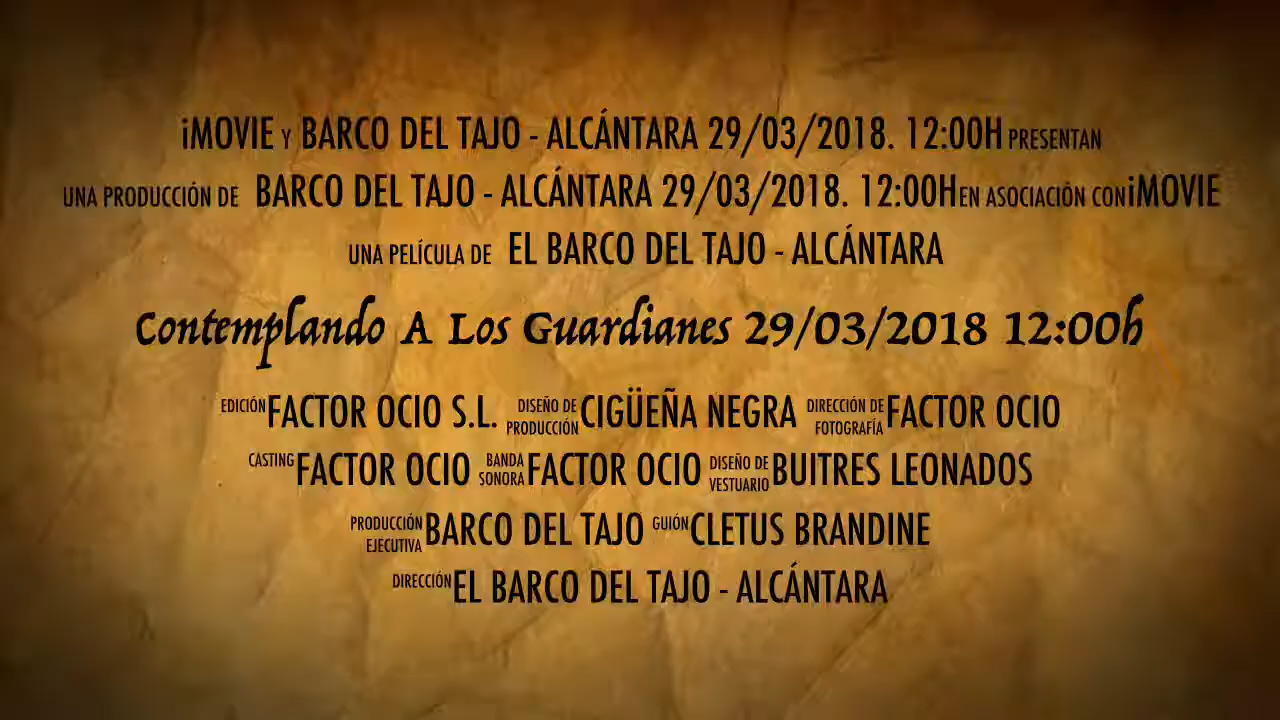 iMOVIE Y BARCO DEL TAJO - ALCÁNTARA 29/03/2018. 12:00H PRESENTAN
UNA PRODUCCIÓN DE BARCO DEL TAJO - ALCÁNTARA 29/03/2018. 12:00H EN ASOCIACIÓN CON iMOVIE
UNA PELÍCULA DE EL BARCO DEL TAJO - ALCÁNTARA
Contemplando A Los Guardianes 29/03/2018 12:00h
EDICIÓN FACTOR OCIO S.L. DISEÑO DE PRODUCCIÓN CIGÜEÑA NEGRA DIRECCIÓN DE FOTOGRAFÍA FACTOR OCIO
CASTING FACTOR OCIO BANDA SONORA FACTOR OCIO DISEÑO DE VESTUARIO BUITRES LEONADOS
PRODUCCIÓN EJECUTIVA BARCO DEL TAJO GUIÓN CLETUS BRANDINE
DIRECCIÓN EL BARCO DEL TAJO - ALCÁNTARA